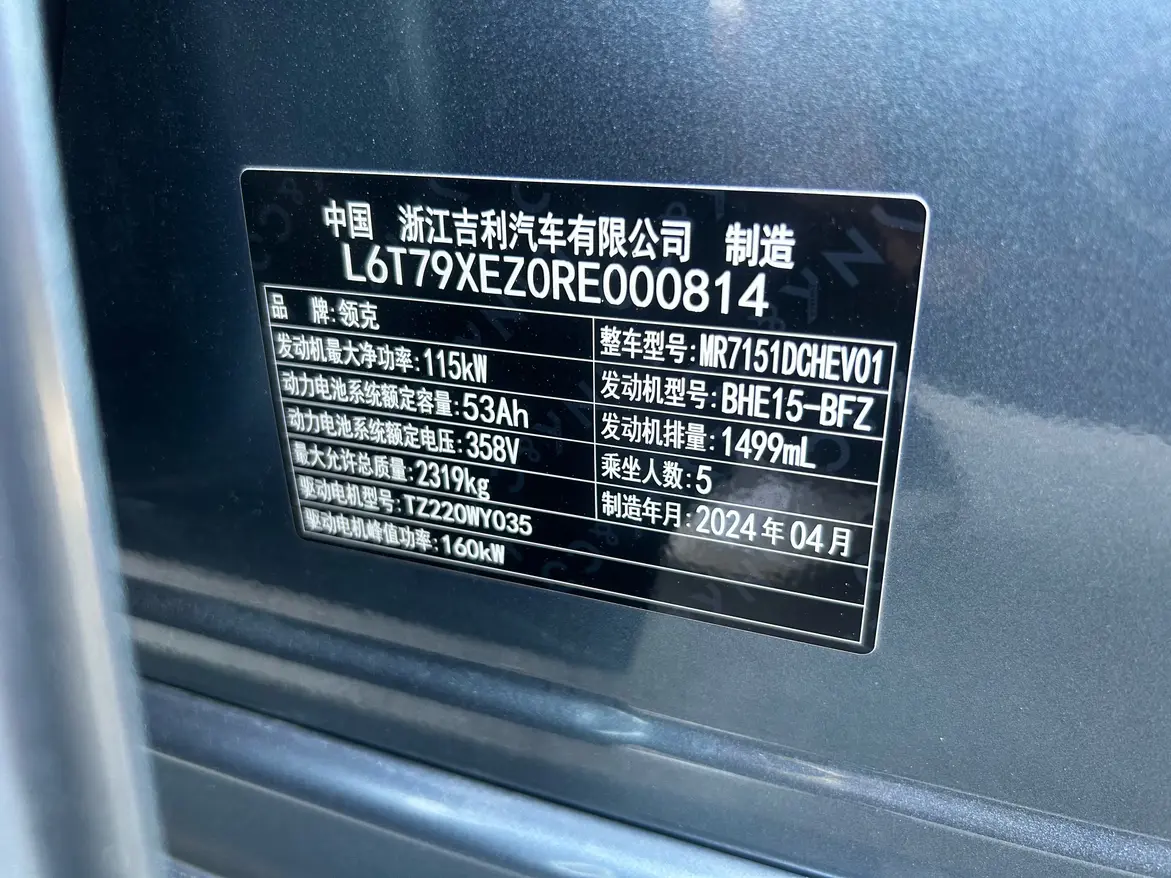 中国 浙江吉利汽车有限公司 制造
L6T79XEZ0RE000814
品 牌:领克
整车型号:MR7151DCHEV01
发动机最大净功率:115kW
发动机型号:BHE15-BFZ
动力电池系统额定容量:53Ah
发动机排量:1499mL
动力电池系统额定电压:358V
乘坐人数:5
最大允许总质量:2319kg
制造年月:2024年04月
驱动电机型号:TZ220WY035
驱动电机峰值功率:160kW